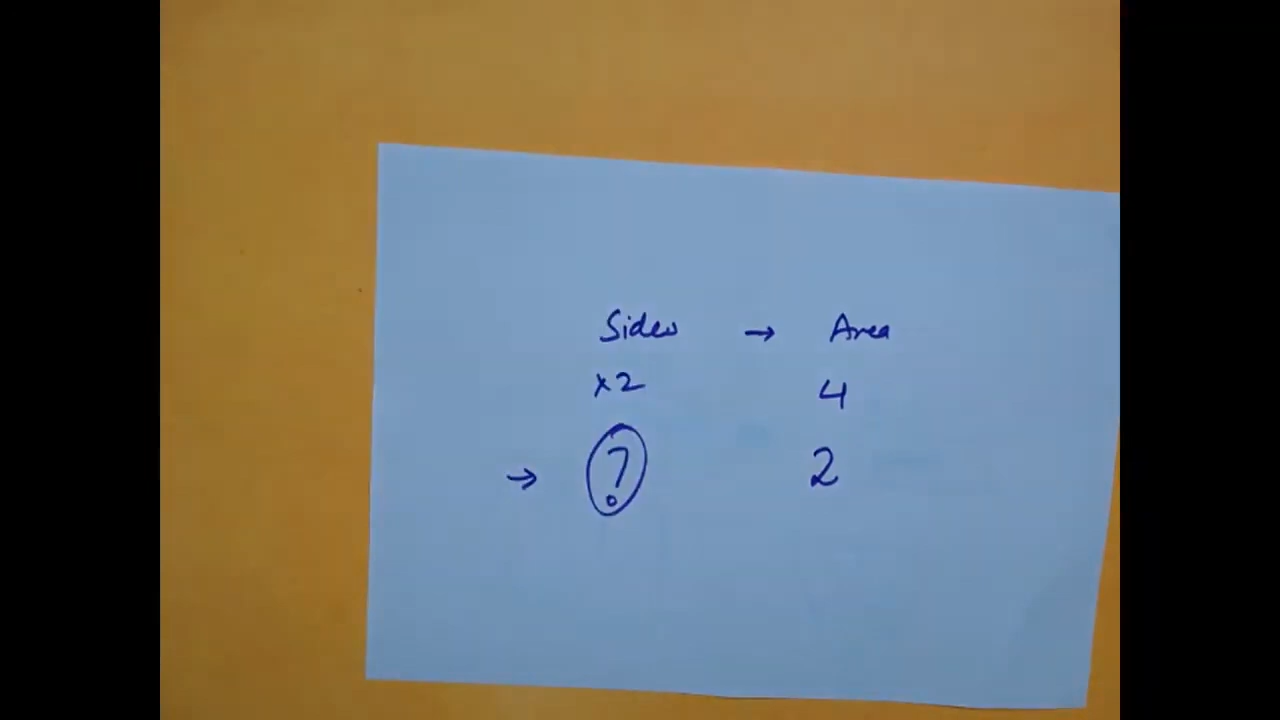 Sides → Area
×2 4
→ ? 2